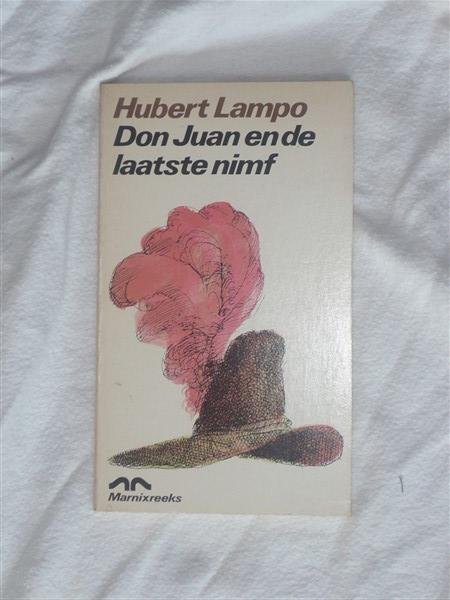 Hubert Lampo
Don Juan en de
laatste nimf
Marnixreeks